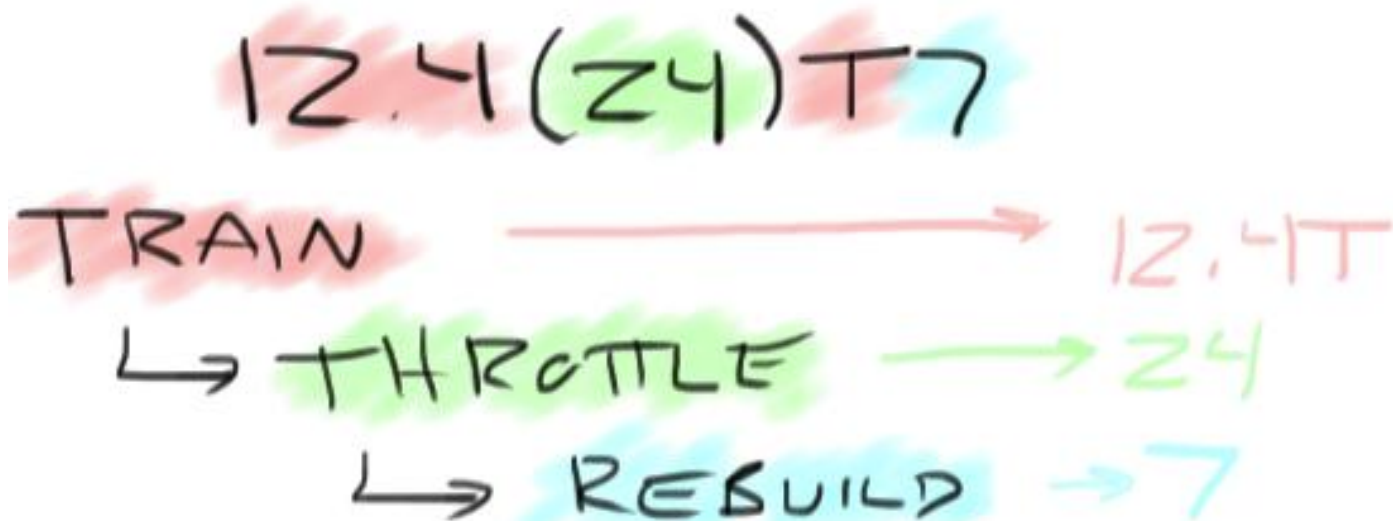 12.4(24)T7
TRAIN → 12.4T
↳ THROTTLE → 24
↳ REBUILD → 7